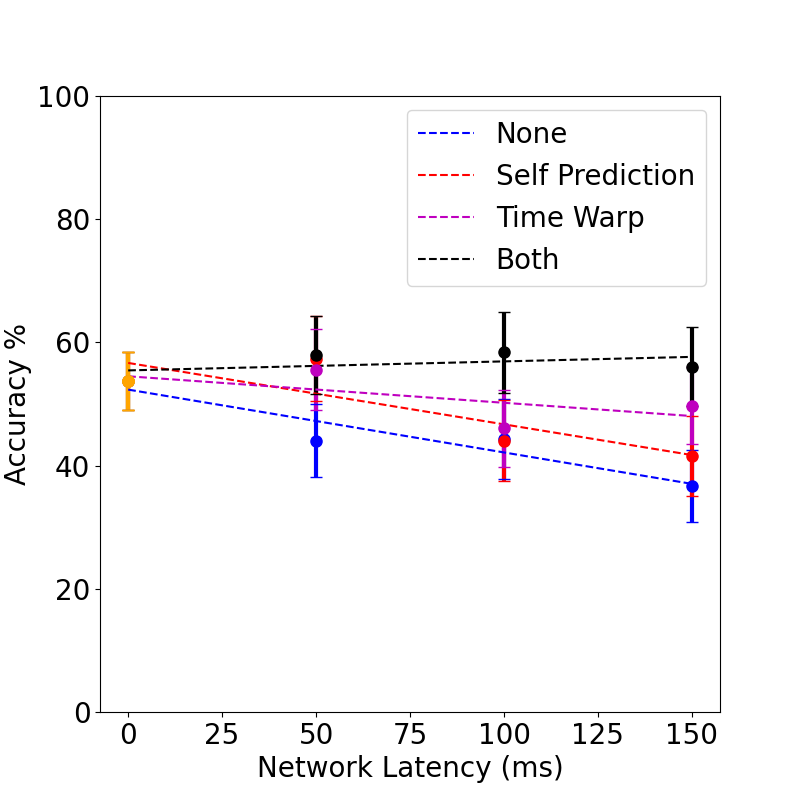 100
80
60
40
20
0
Accuracy %
None
Self Prediction
Time Warp
Both
0 25 50 75 100 125 150
Network Latency (ms)